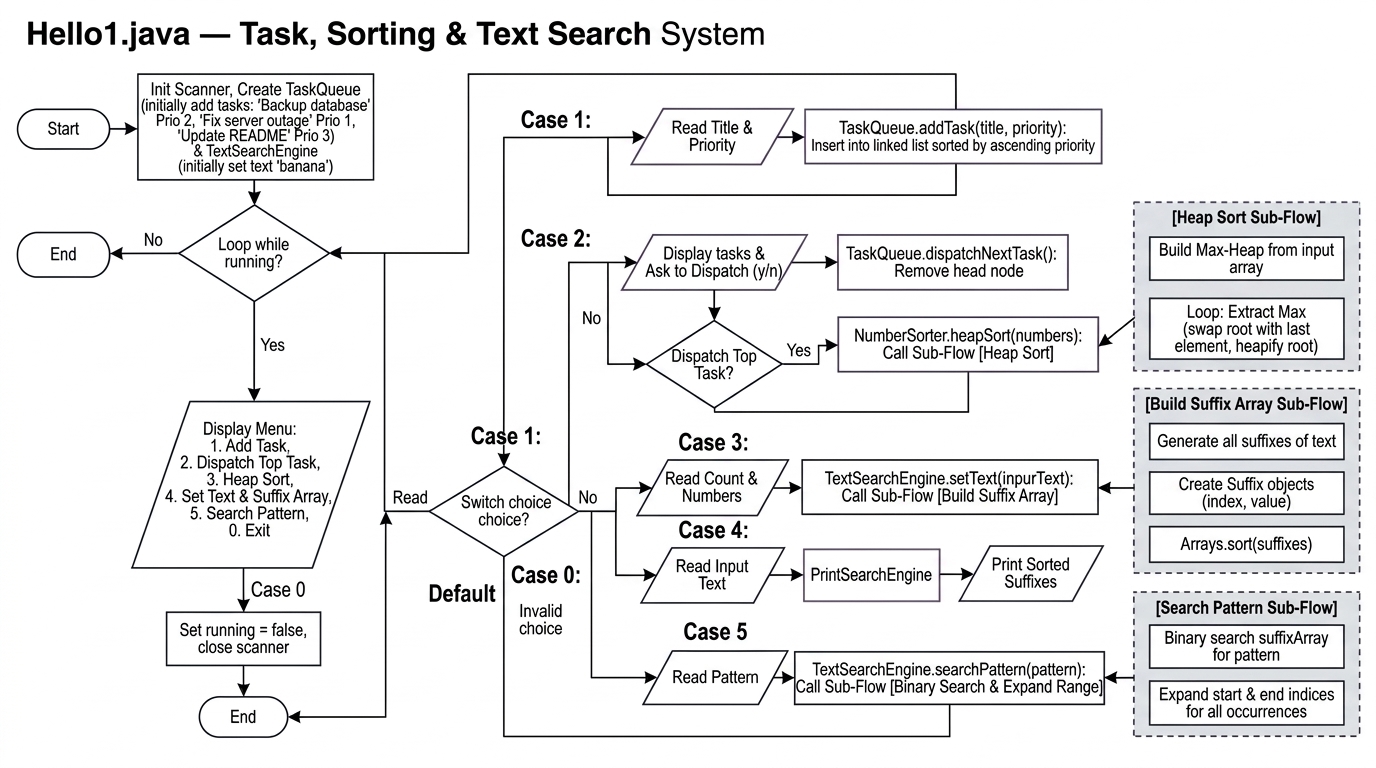 Hello1.java — Task, Sorting & Text Search System
Start
Init Scanner, Create TaskQueue
(initially add tasks: 'Backup database'
Prio 2, 'Fix server outage' Prio 1,
'Update README' Prio 3)
& TextSearchEngine
(initially set text 'banana')
End
No
Loop while
running?
Yes
Display Menu:
1. Add Task,
2. Dispatch Top Task,
3. Heap Sort,
4. Set Text & Suffix Array,
5. Search Pattern,
0. Exit
Case 0
Set running = false,
close scanner
End
Read
Case 1:
Switch choice
choice?
No
Default
Case 0:
Invalid
choice
Case 1:
Read Title &
Priority
TaskQueue.addTask(title, priority):
Insert into linked list sorted by ascending priority
Case 2:
Display tasks &
Ask to Dispatch (y/n)
TaskQueue.dispatchNextTask():
Remove head node
No
Dispatch Top
Task?
Yes
NumberSorter.heapSort(numbers):
Call Sub-Flow [Heap Sort]
Case 3:
Read Count &
Numbers
TextSearchEngine.setText(inpurText):
Call Sub-Flow [Build Suffix Array]
Case 4:
Read Input
Text
PrintSearchEngine
Print Sorted
Suffixes
Case 5
Read Pattern
TextSearchEngine.searchPattern(pattern):
Call Sub-Flow [Binary Search & Expand Range]
[Heap Sort Sub-Flow]
Build Max-Heap from input
array
Loop: Extract Max
(swap root with last
element, heapify root)
[Build Suffix Array Sub-Flow]
Generate all suffixes of text
Create Suffix objects
(index, value)
Arrays.sort(suffixes)
[Search Pattern Sub-Flow]
Binary search suffixArray
for pattern
Expand start & end indices
for all occurrences